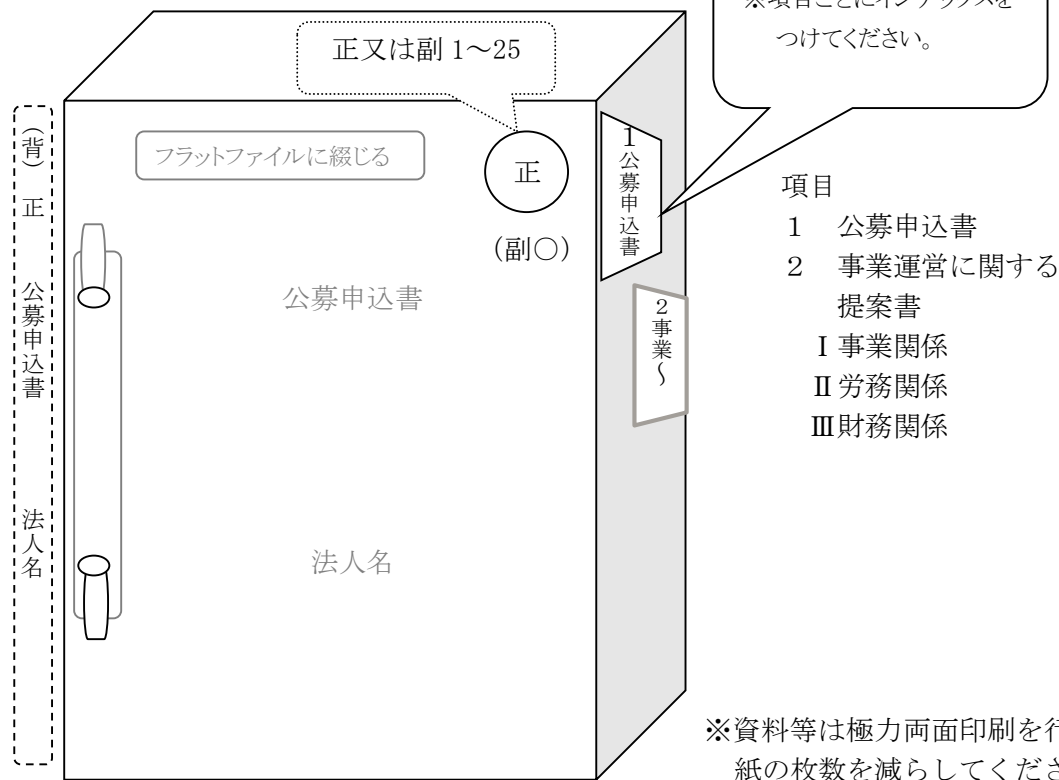 ※項目ごとにインデックスを
つけてください。
正又は副 1～25
(背) 正 公募申込書 法人名
フラットファイルに綴じる
正
(副○)
公募申込書
法人名
1公募申込書
2事業～
項目
1 公募申込書
2 事業運営に関する
提案書
Ⅰ事業関係
Ⅱ労務関係
Ⅲ財務関係
※資料等は極力両面印刷を行
紙の枚数を減らしてくださ